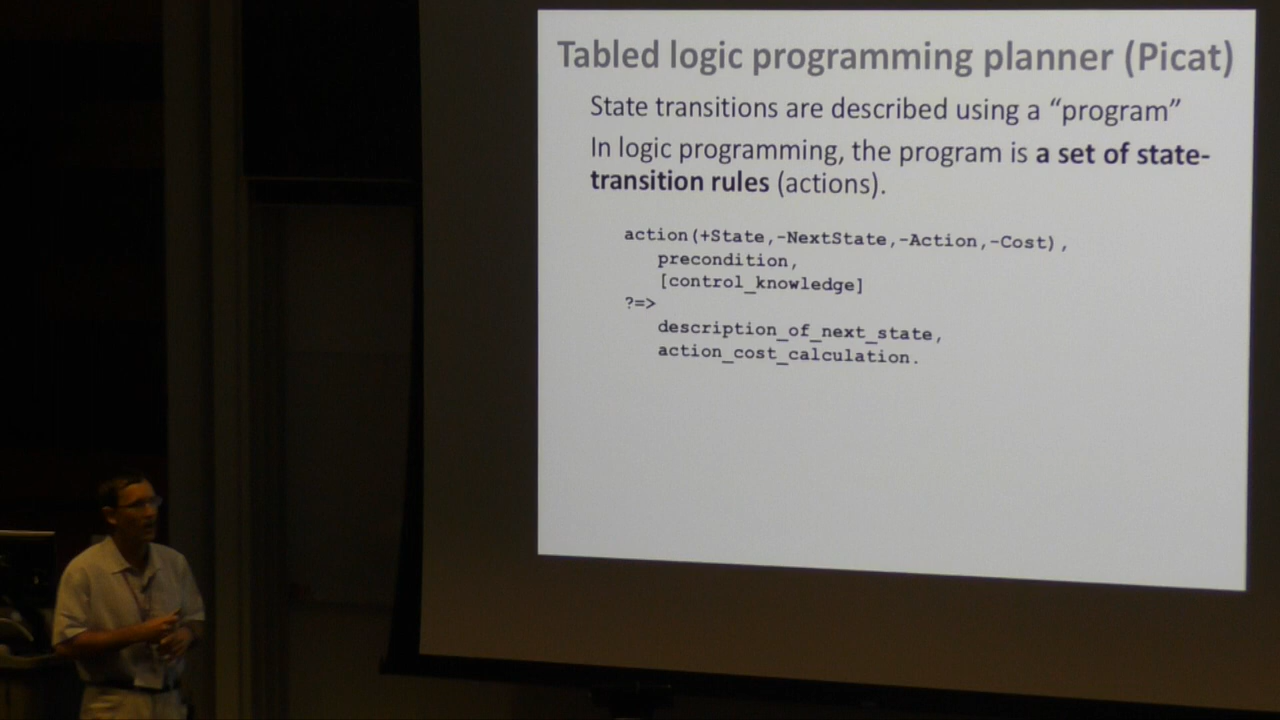 Tabled logic programming planner (Picat)
State transitions are described using a “program”
In logic programming, the program is a set of state-
transition rules (actions).
action(+State,-NextState,-Action,-Cost),
precondition,
[control_knowledge]
?=>
description_of_next_state,
action_cost_calculation.